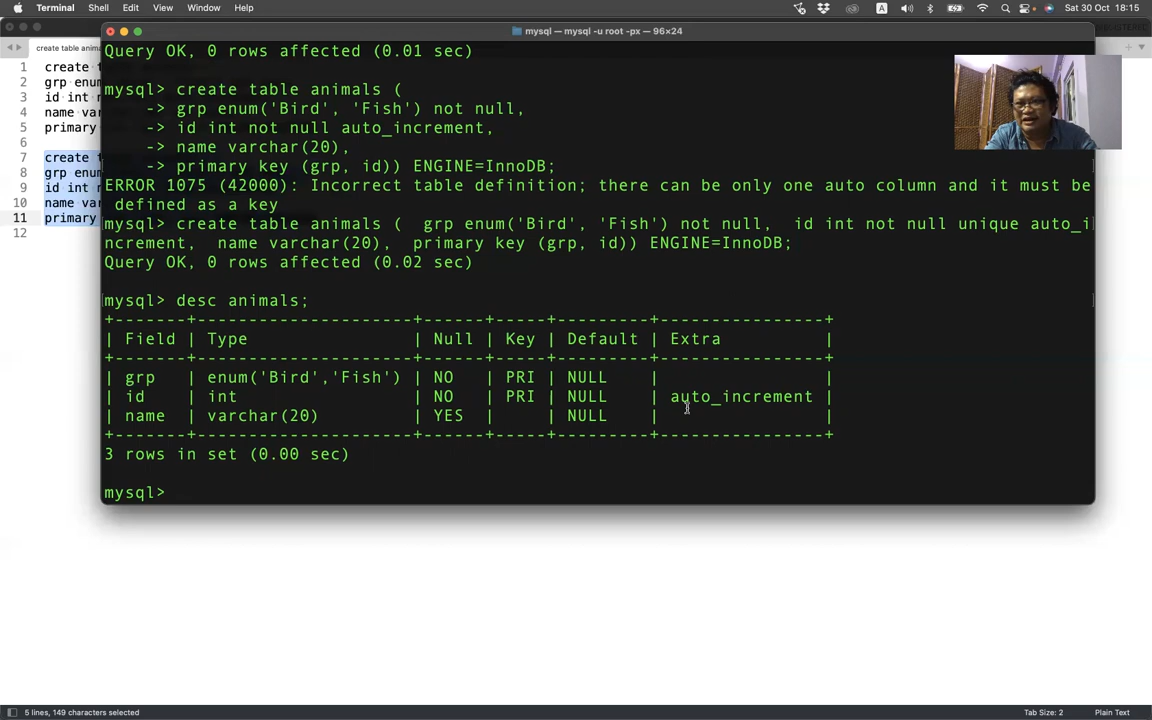 Terminal Shell Edit View Window Help A Sat 30 Oct 18:15
mysql — mysql -u root -px — 96×24
create table
1 create
2 grp enum
3 id int n
4 name var
5 primary
6
7 create
8 grp enum
9 id int n
10 name va
11 primary
12
Query OK, 0 rows affected (0.01 sec)
mysql> create table animals (
-> grp enum('Bird', 'Fish') not null,
-> id int not null auto_increment,
-> name varchar(20),
-> primary key (grp, id)) ENGINE=InnoDB;
ERROR 1075 (42000): Incorrect table definition; there can be only one auto column and it must be
defined as a key
mysql> create table animals (  grp enum('Bird', 'Fish') not null,  id int not null unique auto_i
ncrement,  name varchar(20),  primary key (grp, id)) ENGINE=InnoDB;
Query OK, 0 rows affected (0.02 sec)
mysql> desc animals;
+-------+---------------------+------+-----+---------+----------------+
| Field | Type                | Null | Key | Default | Extra          |
+-------+---------------------+------+-----+---------+----------------+
| grp   | enum('Bird','Fish') | NO   | PRI | NULL    |                |
| id    | int                 | NO   | PRI | NULL    | auto_increment |
| name  | varchar(20)         | YES  |     | NULL    |                |
+-------+---------------------+------+-----+---------+----------------+
3 rows in set (0.00 sec)
mysql>
5 lines, 149 characters selected Tab Size: 2 Plain Text